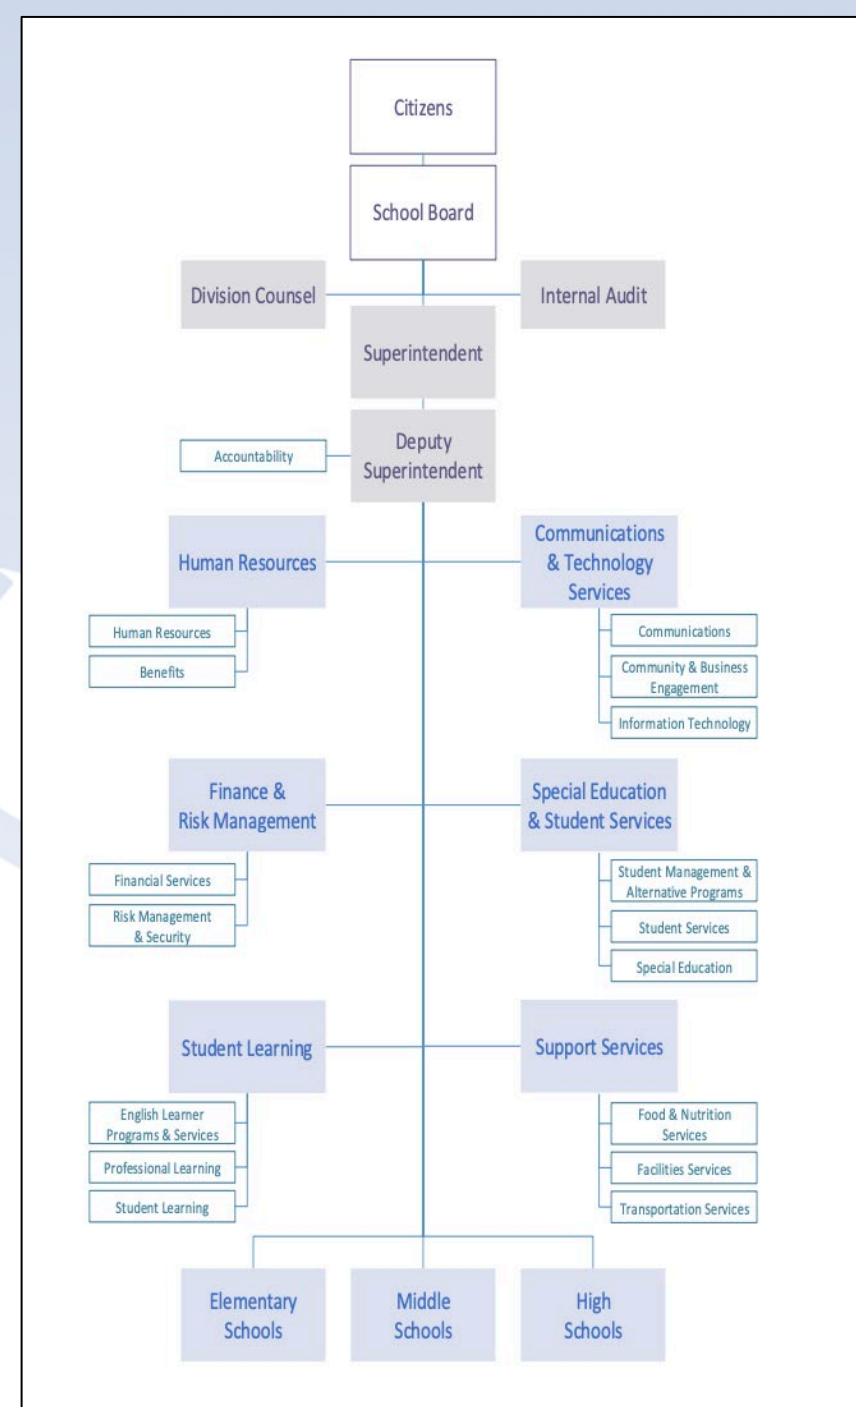 Citizens
School Board
Division Counsel
Internal Audit
Superintendent
Accountability
Deputy
Superintendent
Human Resources
Communications
& Technology
Services
Human Resources
Benefits
Communications
Community & Business
Engagement
Information Technology
Finance &
Risk Management
Special Education
& Student Services
Financial Services
Risk Management
& Security
Student Management &
Alternative Programs
Student Services
Special Education
Student Learning
Support Services
English Learner
Programs & Services
Professional Learning
Student Learning
Food & Nutrition
Services
Facilities Services
Transportation Services
Elementary
Schools
Middle
Schools
High
Schools